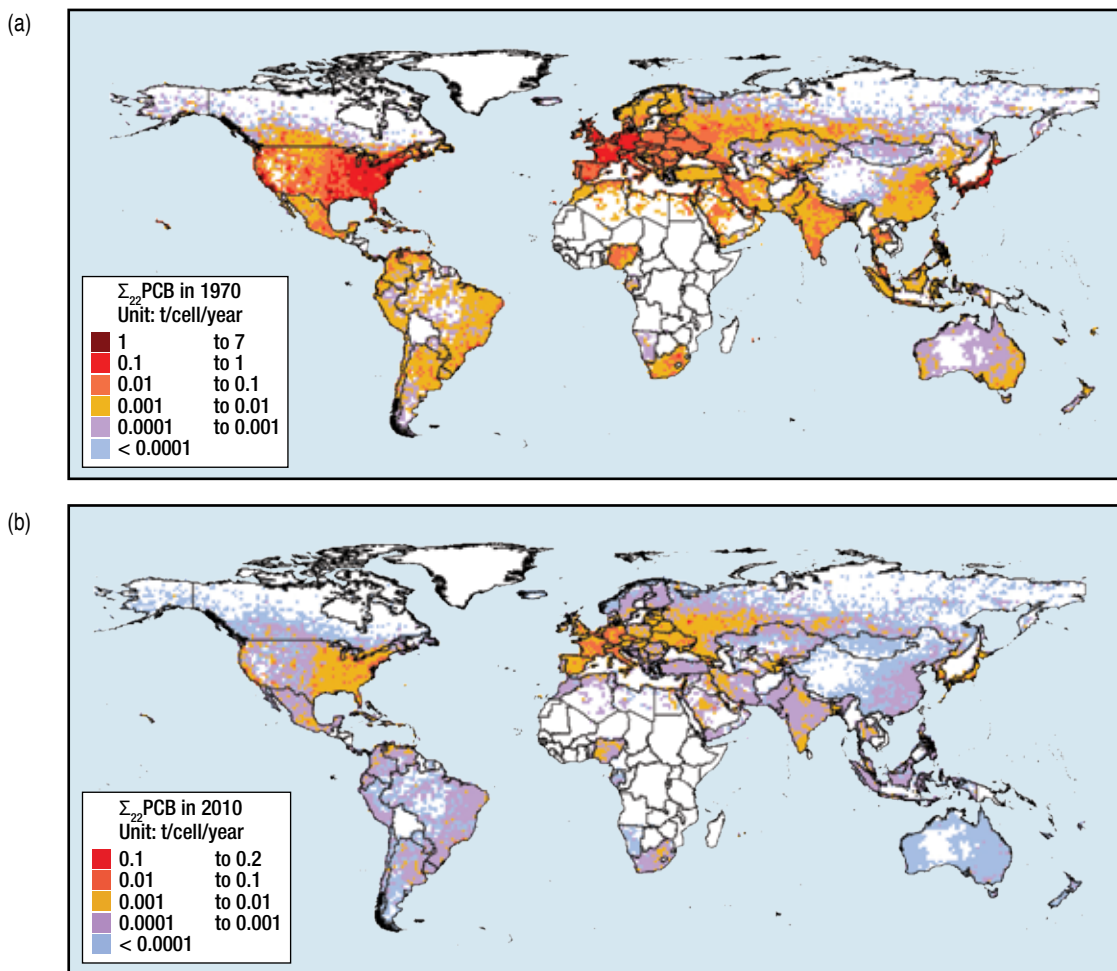 (a)
Σ22PCB in 1970
Unit: t/cell/year
1 to 7
0.1 to 1
0.01 to 0.1
0.001 to 0.01
0.0001 to 0.001
< 0.0001
(b)
Σ22PCB in 2010
Unit: t/cell/year
0.1 to 0.2
0.01 to 0.1
0.001 to 0.01
0.0001 to 0.001
< 0.0001